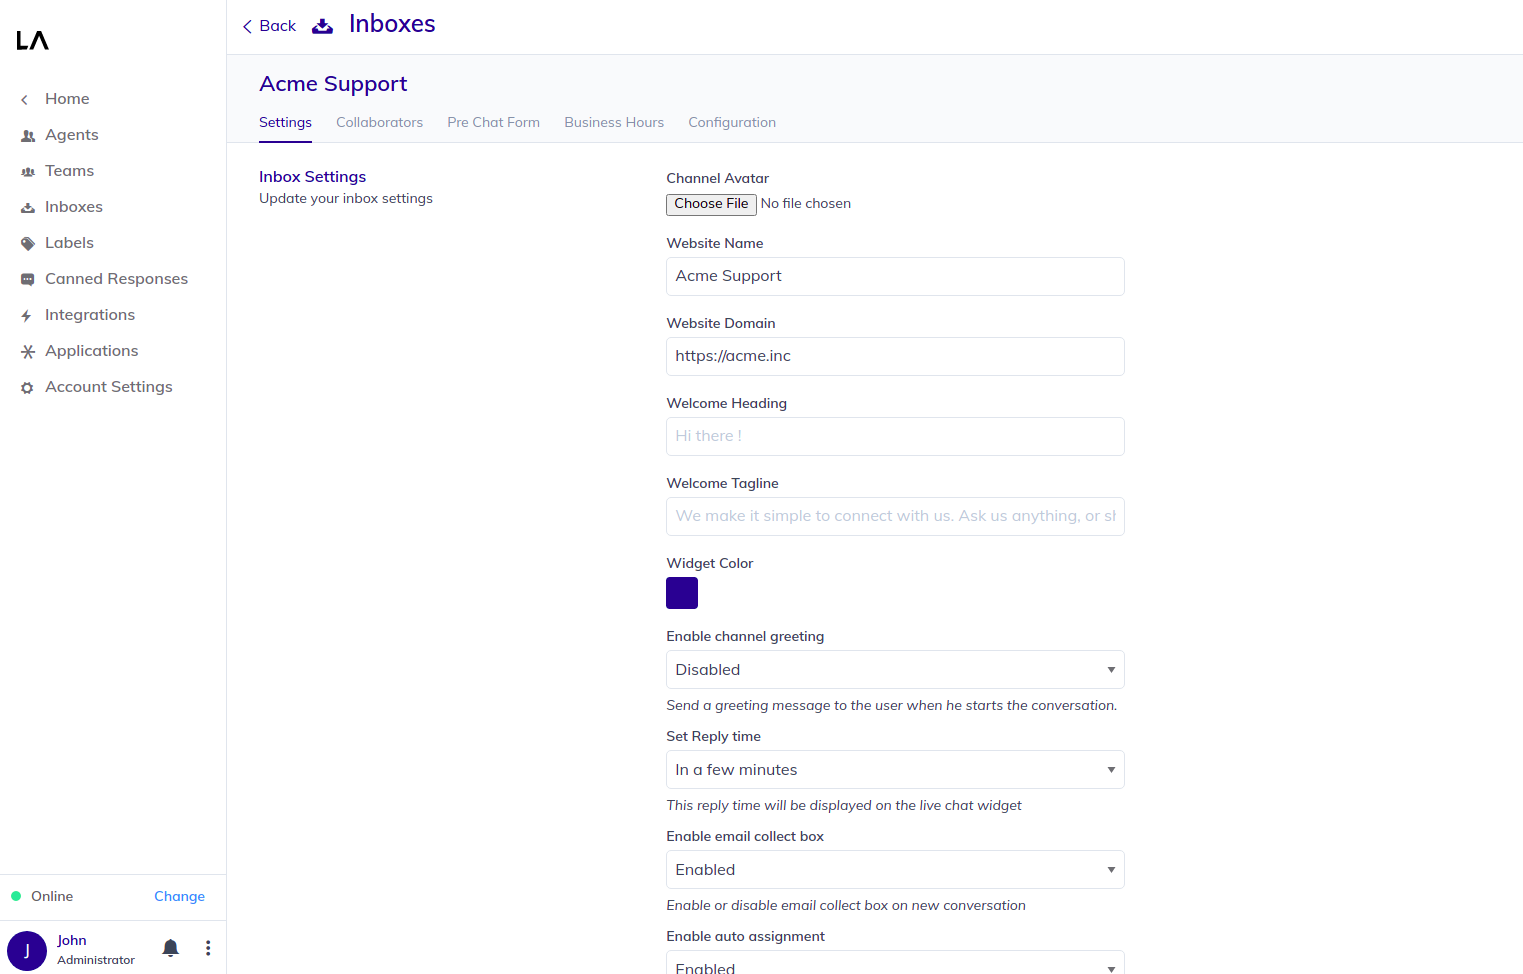 LA
Home
Agents
Teams
Inboxes
Labels
Canned Responses
Integrations
Applications
Account Settings
Online
Change
J
John
Administrator
Back
Inboxes
Acme Support
Settings
Collaborators
Pre Chat Form
Business Hours
Configuration
Inbox Settings
Update your inbox settings
Channel Avatar
Choose File No file chosen
Website Name
Acme Support
Website Domain
https://acme.inc
Welcome Heading
Hi there !
Welcome Tagline
We make it simple to connect with us. Ask us anything, or
Widget Color
Enable channel greeting
Disabled
Send a greeting message to the user when he starts the conversation.
Set Reply time
In a few minutes
This reply time will be displayed on the live chat widget
Enable email collect box
Enabled
Enable or disable email collect box on new conversation
Enable auto assignment
Enabled